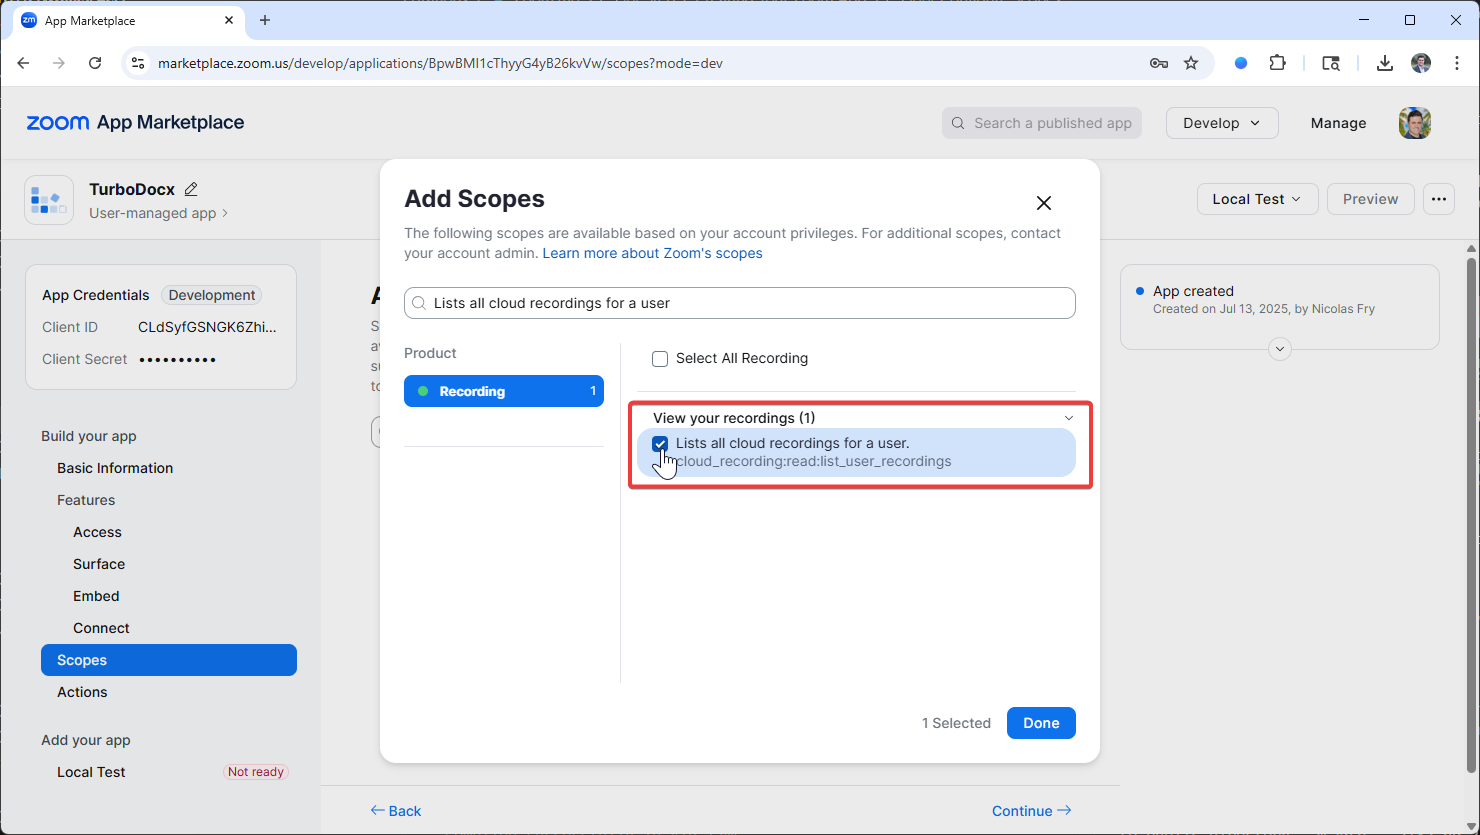 App Marketplace
marketplace.zoom.us/develop/applications/BpwBMI1cThyyG4yB26kvVw/scopes?mode=dev
zoom App Marketplace
Search a published app
Develop
Manage
TurboDocx
User-managed app
Local Test
Preview
App Credentials
Development
Client ID
CLdSyfGSNGK6Zhi...
Client Secret
••••••••••
Build your app
Basic Information
Features
Access
Surface
Embed
Connect
Scopes
Actions
Add your app
Local Test
Not ready
Add Scopes
The following scopes are available based on your account privileges. For additional scopes, contact
your account admin. Learn more about Zoom's scopes
Lists all cloud recordings for a user
Product
Recording 1
Select All Recording
View your recordings (1)
Lists all cloud recordings for a user.
cloud_recording:read:list_user_recordings
1 Selected
Done
App created
Created on Jul 13, 2025, by Nicolas Fry
Back
Continue